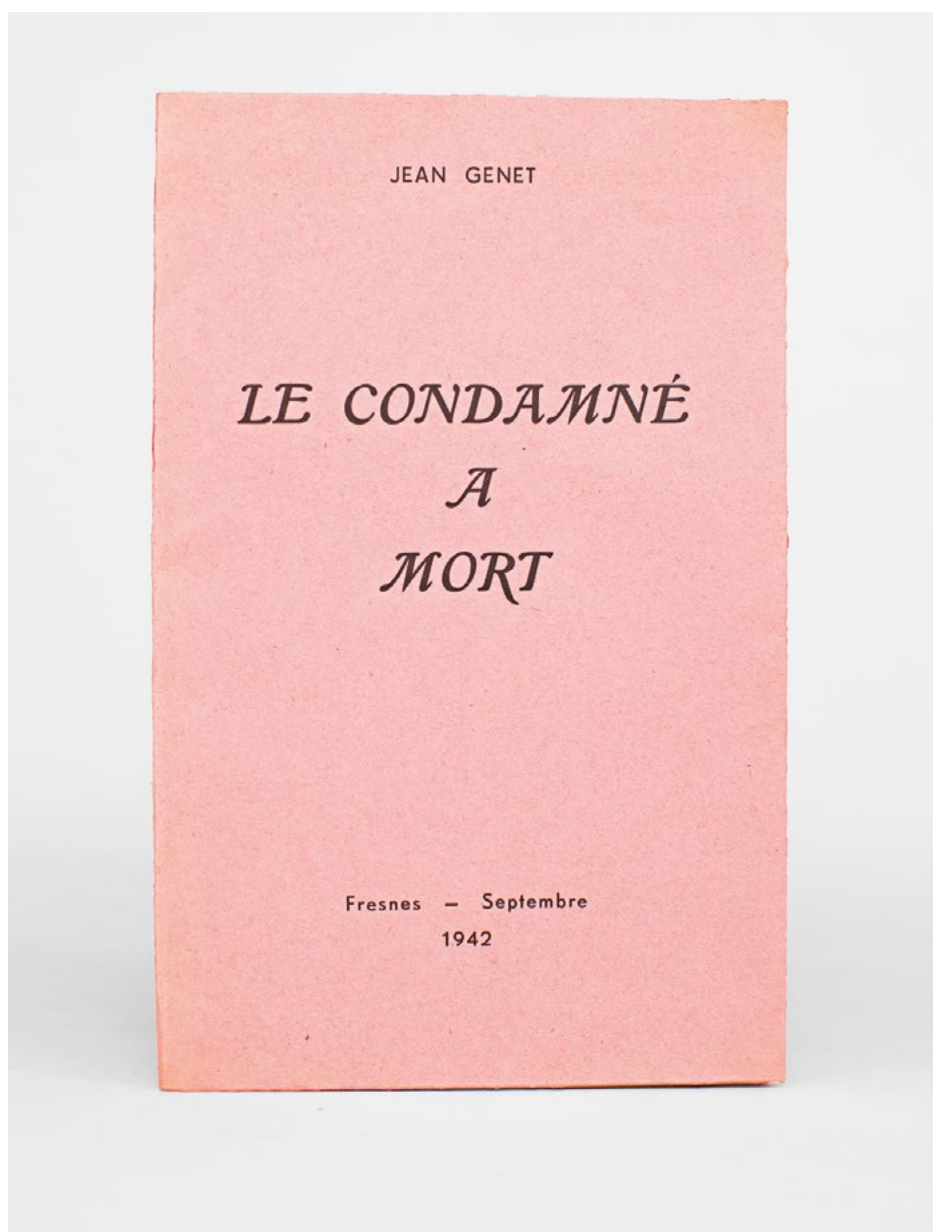 JEAN GENET
LE CONDAMNÉ
A
MORT
Fresnes — Septembre
1942